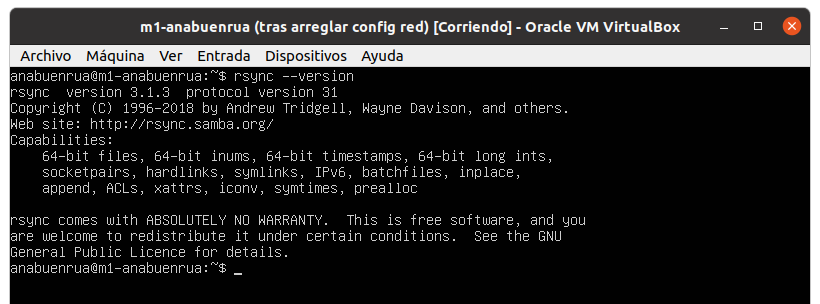 m1-anabuenrua (tras arreglar config red) [Corriendo] - Oracle VM VirtualBox
Archivo Máquina Ver Entrada Dispositivos Ayuda
anabuenrua@m1-anabuenrua:~$ rsync --version
rsync  version 3.1.3  protocol version 31
Copyright (C) 1996-2018 by Andrew Tridgell, Wayne Davison, and others.
Web site: http://rsync.samba.org/
Capabilities:
    64-bit files, 64-bit inums, 64-bit timestamps, 64-bit long ints,
    socketpairs, hardlinks, symlinks, IPv6, batchfiles, inplace,
    append, ACLs, xattrs, iconv, symtimes, prealloc

rsync comes with ABSOLUTELY NO WARRANTY.  This is free software, and you
are welcome to redistribute it under certain conditions.  See the GNU
General Public Licence for details.
anabuenrua@m1-anabuenrua:~$ _